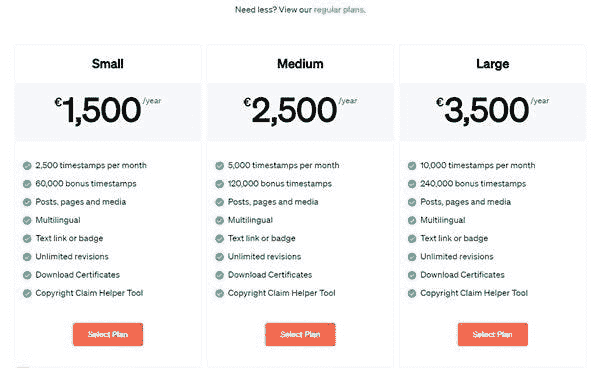 Need less? View our regular plans.
Small
€1,500 /year
2,500 timestamps per month
60,000 bonus timestamps
Posts, pages and media
Multilingual
Text link or badge
Unlimited revisions
Download Certificates
Copyright Claim Helper Tool
Select Plan
Medium
€2,500 /year
5,000 timestamps per month
120,000 bonus timestamps
Posts, pages and media
Multilingual
Text link or badge
Unlimited revisions
Download Certificates
Copyright Claim Helper Tool
Select Plan
Large
€3,500 /year
10,000 timestamps per month
240,000 bonus timestamps
Posts, pages and media
Multilingual
Text link or badge
Unlimited revisions
Download Certificates
Copyright Claim Helper Tool
Select Plan